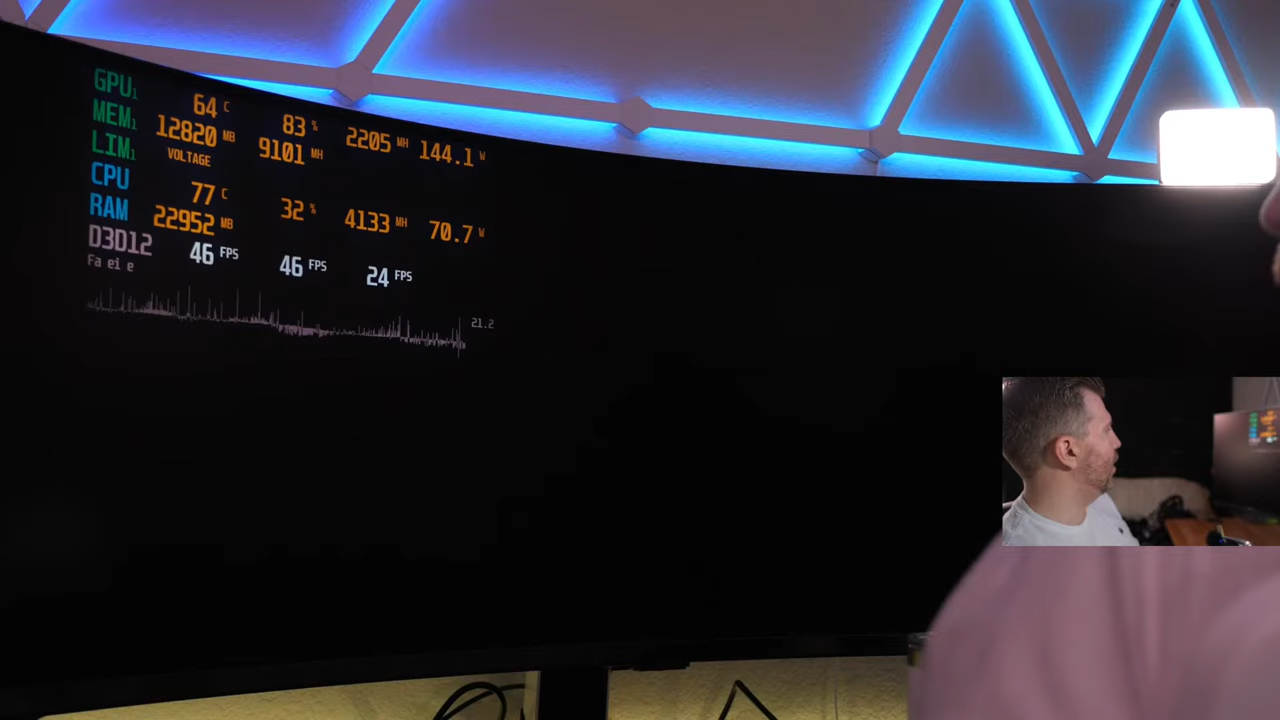 GPU1 64 C 83 % 2205 MH 144.1 W
MEM1 12820 MB 9101 MH
LIM1 VOLTAGE
CPU 77 C 32 % 4133 MH 70.7 W
RAM 22952 MB
D3D12 46 FPS 46 FPS 24 FPS
21.2